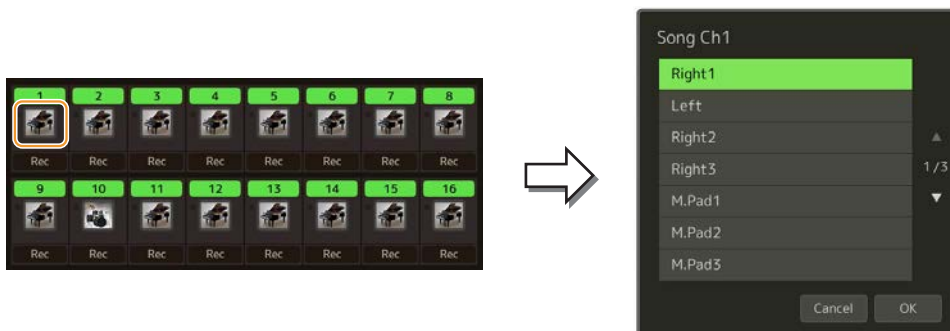 1 2 3 4 5 6 7 8
Rec Rec Rec Rec Rec Rec Rec Rec
9 10 11 12 13 14 15 16
Rec Rec Rec Rec Rec Rec Rec Rec
Song Ch1
Right1
Left
Right2
Right3
1/3
M.Pad1
M.Pad2
M.Pad3
Cancel OK